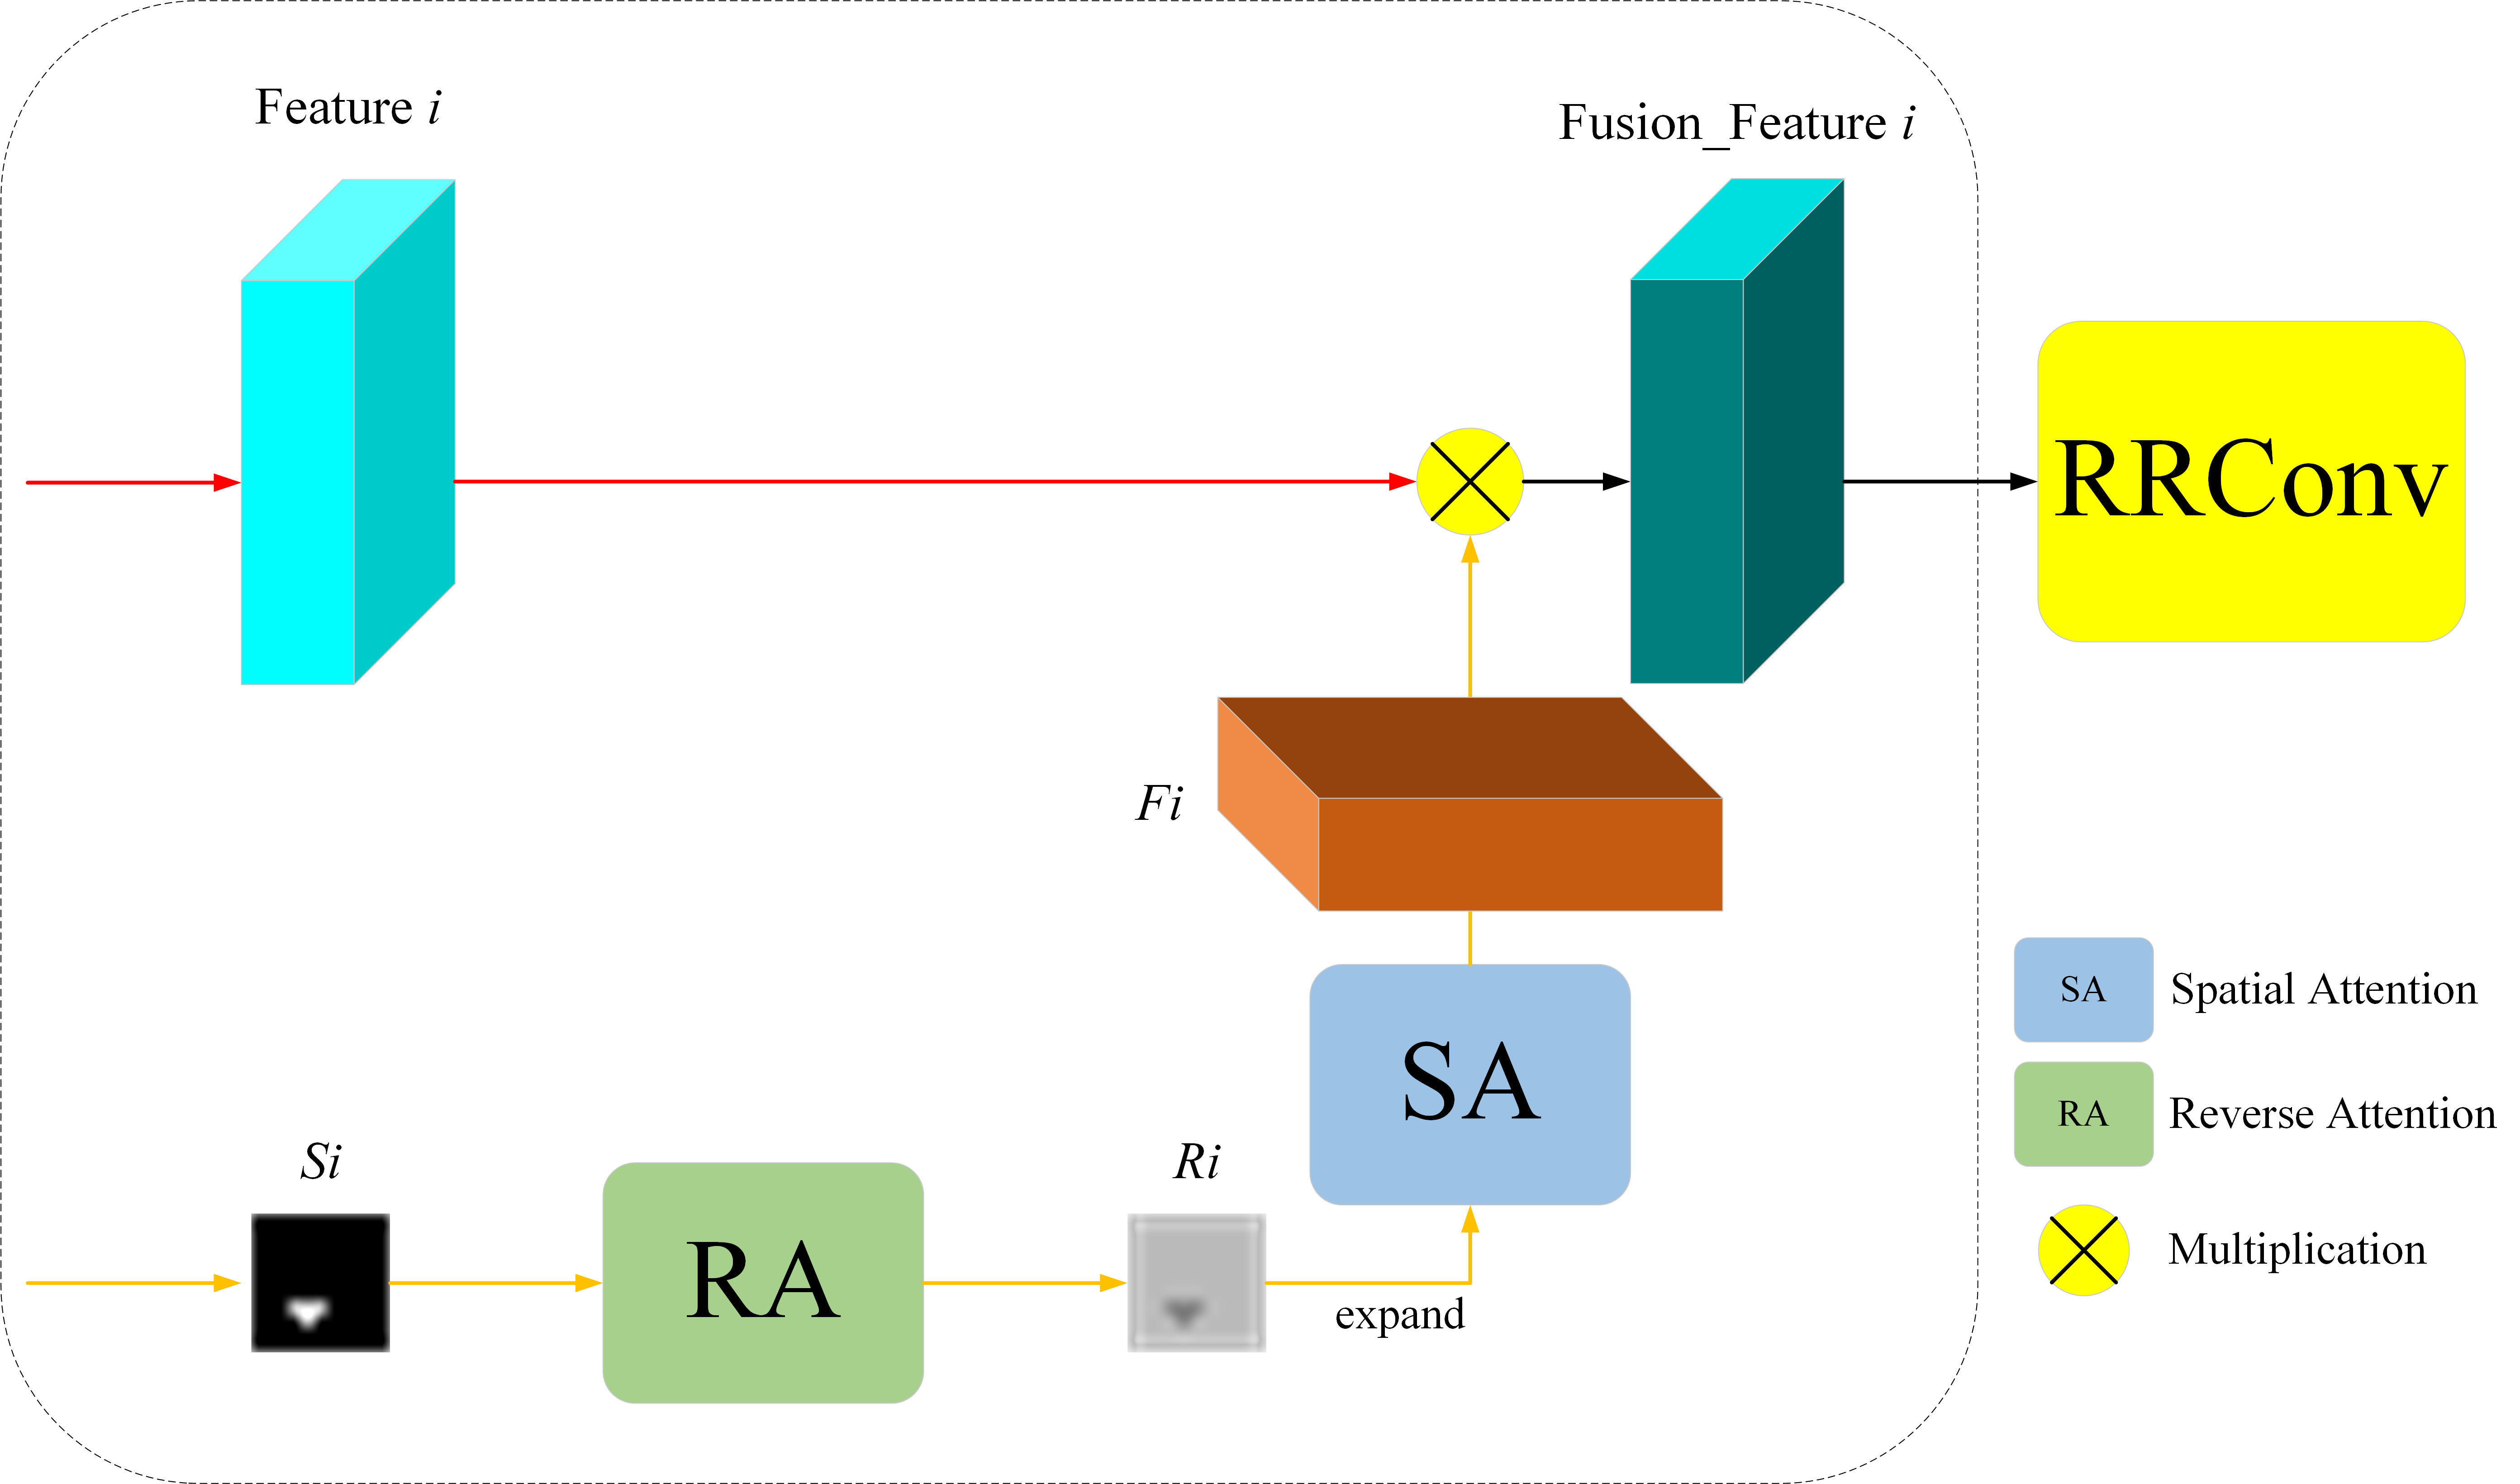 Feature i
Fusion_Feature i
RRConv
Fi
SA
SA Spatial Attention
RA Reverse Attention
Si
Ri
RA
expand
Multiplication